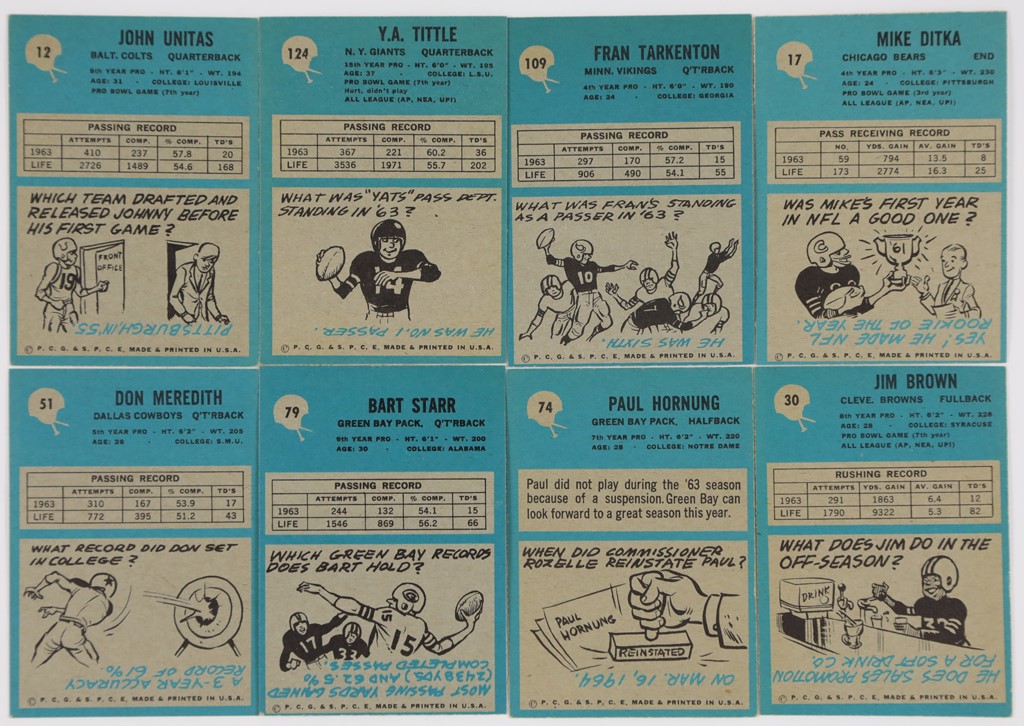 12
JOHN UNITAS
BALT. COLTS QUARTERBACK
9th YEAR PRO - HT. 6'1" - WT. 194
AGE: 31 - COLLEGE: LOUISVILLE
PRO BOWL GAME (7th year)
PASSING RECORD
ATTEMPTS COMP. % COMP. TD'S
1963 410 237 57.8 20
LIFE 2726 1489 54.6 168
WHICH TEAM DRAFTED AND
RELEASED JOHNNY BEFORE
HIS FIRST GAME?
FRONT
OFFICE
19
PITTSBURGH, IN '55
© P. C. G. & S. P. C. E, MADE & PRINTED IN U.S.A.
124
Y.A. TITTLE
N. Y. GIANTS QUARTERBACK
15th YEAR PRO - HT. 6'0" - WT. 195
AGE: 37 - COLLEGE: L.S.U.
PRO BOWL GAME (7th year)
Hurt, didn't play
ALL LEAGUE (AP, NEA, UPI)
PASSING RECORD
ATTEMPTS COMP. % COMP. TD'S
1963 367 221 60.2 36
LIFE 3536 1971 55.7 202
WHAT WAS "YATS" PASS DEPT.
STANDING IN '63?
14
HE WAS NO. 1 PASSER.
© P. C. G. & S. P. C. E, MADE & PRINTED IN U.S.A.
109
FRAN TARKENTON
MINN. VIKINGS Q'T'RBACK
4th YEAR PRO - HT. 6'0" - WT. 190
AGE: 24 - COLLEGE: GEORGIA
PASSING RECORD
ATTEMPTS COMP. % COMP. TD'S
1963 297 170 57.2 15
LIFE 906 490 54.1 55
WHAT WAS FRAN'S STANDING
AS A PASSER IN '63?
10
HE WAS SIXTH.
© P. C. G. & S. P. C. E, MADE & PRINTED IN U.S.A.
17
MIKE DITKA
CHICAGO BEARS END
4th YEAR PRO - HT. 6'3" - WT. 230
AGE: 24 - COLLEGE: PITTSBURGH
PRO BOWL GAME (3rd year)
ALL LEAGUE (AP, NEA, UPI)
PASS RECEIVING RECORD
NO. YDS. GAIN AV. GAIN TD'S
1963 59 794 13.5 8
LIFE 173 2774 16.3 25
WAS MIKE'S FIRST YEAR
IN NFL A GOOD ONE?
'61
YES! HE MADE NFL
ROOKIE OF THE YEAR.
© P. C. G. & S. P. C. E, MADE & PRINTED IN U.S.A.
51
DON MEREDITH
DALLAS COWBOYS Q'T'RBACK
5th YEAR PRO - HT. 6'2" - WT. 205
AGE: 26 - COLLEGE: S.M.U.
PASSING RECORD
ATTEMPTS COMP. % COMP. TD'S
1963 310 167 53.9 17
LIFE 772 395 51.2 43
WHAT RECORD DID DON SET
IN COLLEGE?
A 3-YEAR ACCURACY
RECORD OF 61%
© P. C. G. & S. P. C. E, MADE & PRINTED IN U.S.A.
79
BART STARR
GREEN BAY PACK. Q'T'RBACK
9th YEAR PRO - HT. 6'1" - WT. 200
AGE: 30 - COLLEGE: ALABAMA
PASSING RECORD
ATTEMPTS COMP. % COMP. TD'S
1963 244 132 54.1 15
LIFE 1546 869 56.2 66
WHICH GREEN BAY RECORDS
DOES BART HOLD?
17
33
15
15
MOST PASSING YARDS GAINED
(2438 YDS.) AND 62.5%
COMPLETED PASSES.
© P. C. G. & S. P. C. E, MADE & PRINTED IN U.S.A.
74
PAUL HORNUNG
GREEN BAY PACK. HALFBACK
7th YEAR PRO - HT. 6'2" - WT. 220
AGE: 28 - COLLEGE: NOTRE DAME
Paul did not play during the '63 season
because of a suspension. Green Bay can
look forward to a great season this year.
WHEN DID COMMISSIONER
ROZELLE REINSTATE PAUL?
PAUL
HORNUNG
REINSTATED
ON MAR. 16, 1964.
© P. C. G. & S. P. C. E, MADE & PRINTED IN U.S.A.
30
JIM BROWN
CLEVE. BROWNS FULLBACK
8th YEAR PRO - HT. 6'2" - WT. 228
AGE: 28 - COLLEGE: SYRACUSE
PRO BOWL GAME (7th year)
ALL LEAGUE (AP, NEA, UPI)
RUSHING RECORD
ATTEMPTS YDS. GAIN AV. GAIN TD'S
1963 291 1863 6.4 12
LIFE 1790 9322 5.3 82
WHAT DOES JIM DO IN THE
OFF-SEASON?
DRINK
HE DOES SALES PROMOTION
FOR A SOFT DRINK CO.
© P. C. G. & S. P. C. E, MADE & PRINTED IN U.S.A.